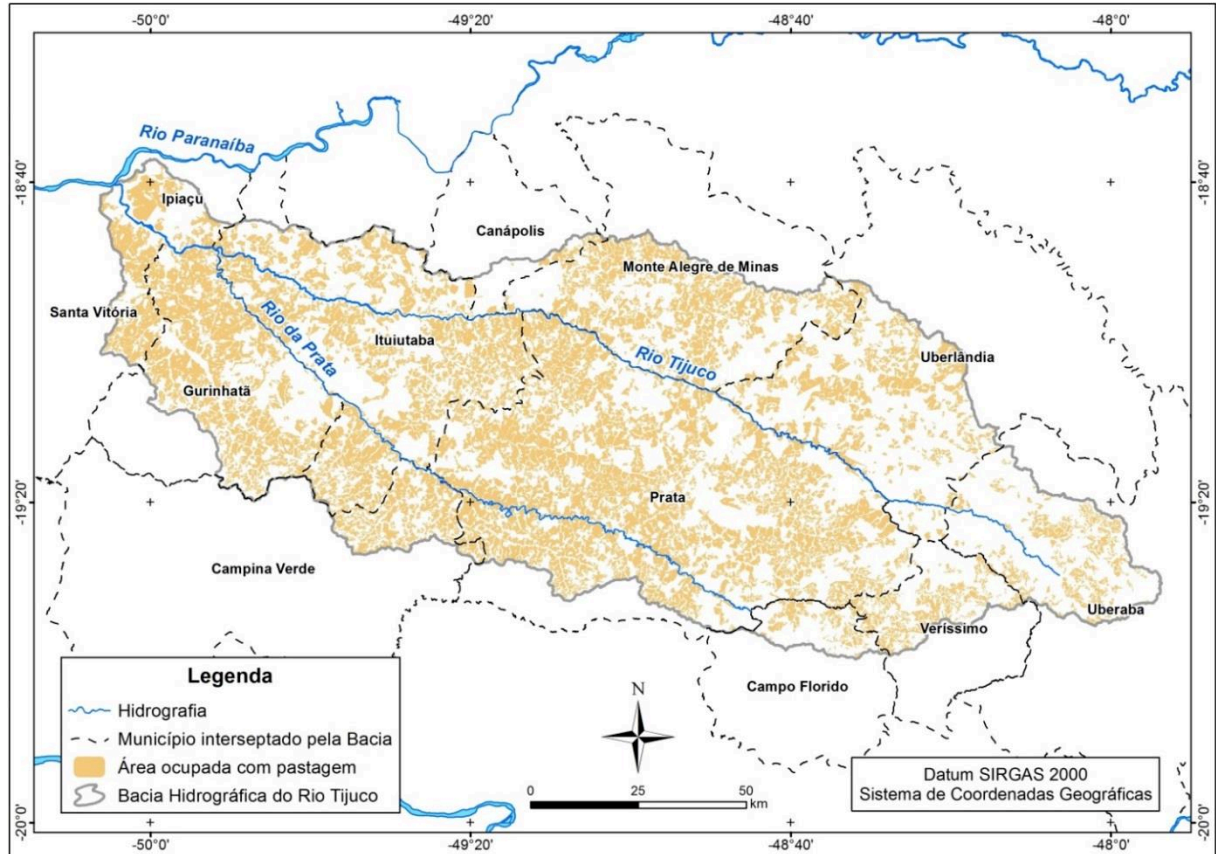 -50°0' -49°20' -48°40' -48°0'
Rio Paranaíba
-18°40' -18°40'
Ipiaçu
Canápolis
Monte Alegre de Minas
Santa Vitória
Ituiutaba
Rio da Prata
Rio Tijuco
Uberlândia
Gurinhatã
-19°20' Prata -19°20'
Campina Verde
Uberaba
Veríssimo
Campo Florido
Legenda
Hidrografia
Município interseptado pela Bacia
Área ocupada com pastagem
Bacia Hidrográfica do Rio Tijuco
N
0 25 50
km
Datum SIRGAS 2000
Sistema de Coordenadas Geográficas
-20°0' -20°0'
-50°0' -49°20' -48°40' -48°0'